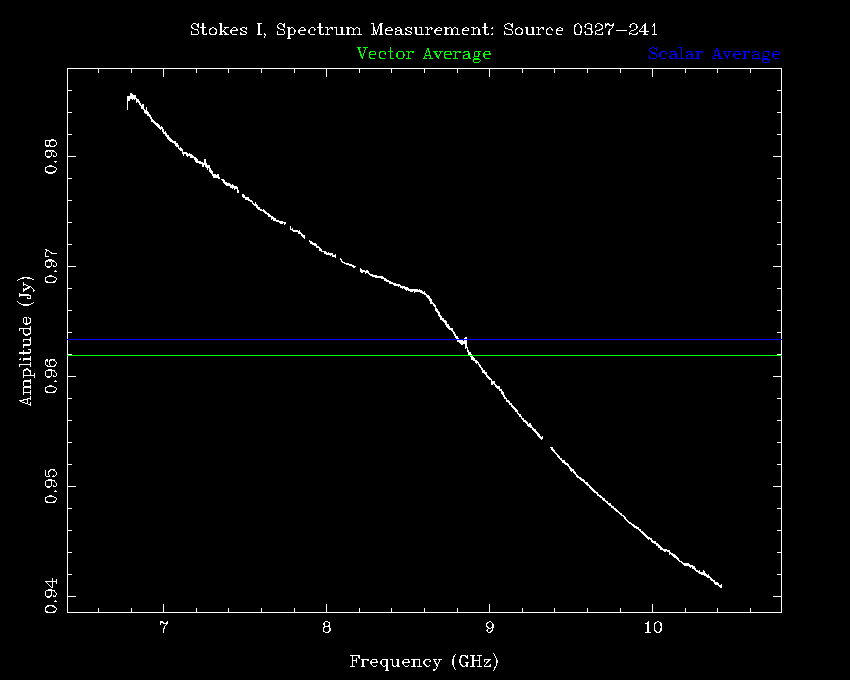 Stokes I, Spectrum Measurement: Source 0327−241
Vector Average Scalar Average
0.98
0.97
0.96
0.95
0.94
Amplitude (Jy)
7 8 9 10
Frequency (GHz)